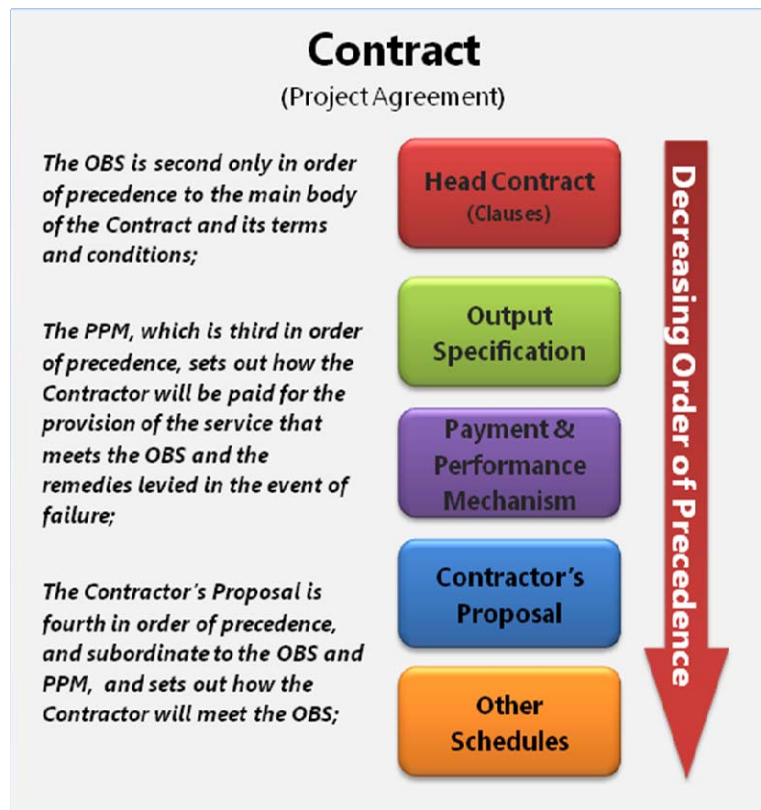 Contract
(Project Agreement)
The OBS is second only in order
of precedence to the main body
of the Contract and its terms
and conditions;
The PPM, which is third in order
of precedence, sets out how the
Contractor will be paid for the
provision of the service that
meets the OBS and the
remedies levied in the event of
failure;
The Contractor's Proposal is
fourth in order of precedence,
and subordinate to the OBS and
PPM, and sets out how the
Contractor will meet the OBS;
Head Contract
(Clauses)
Output
Specification
Payment &
Performance
Mechanism
Contractor's
Proposal
Other
Schedules
Decreasing Order of Precedence